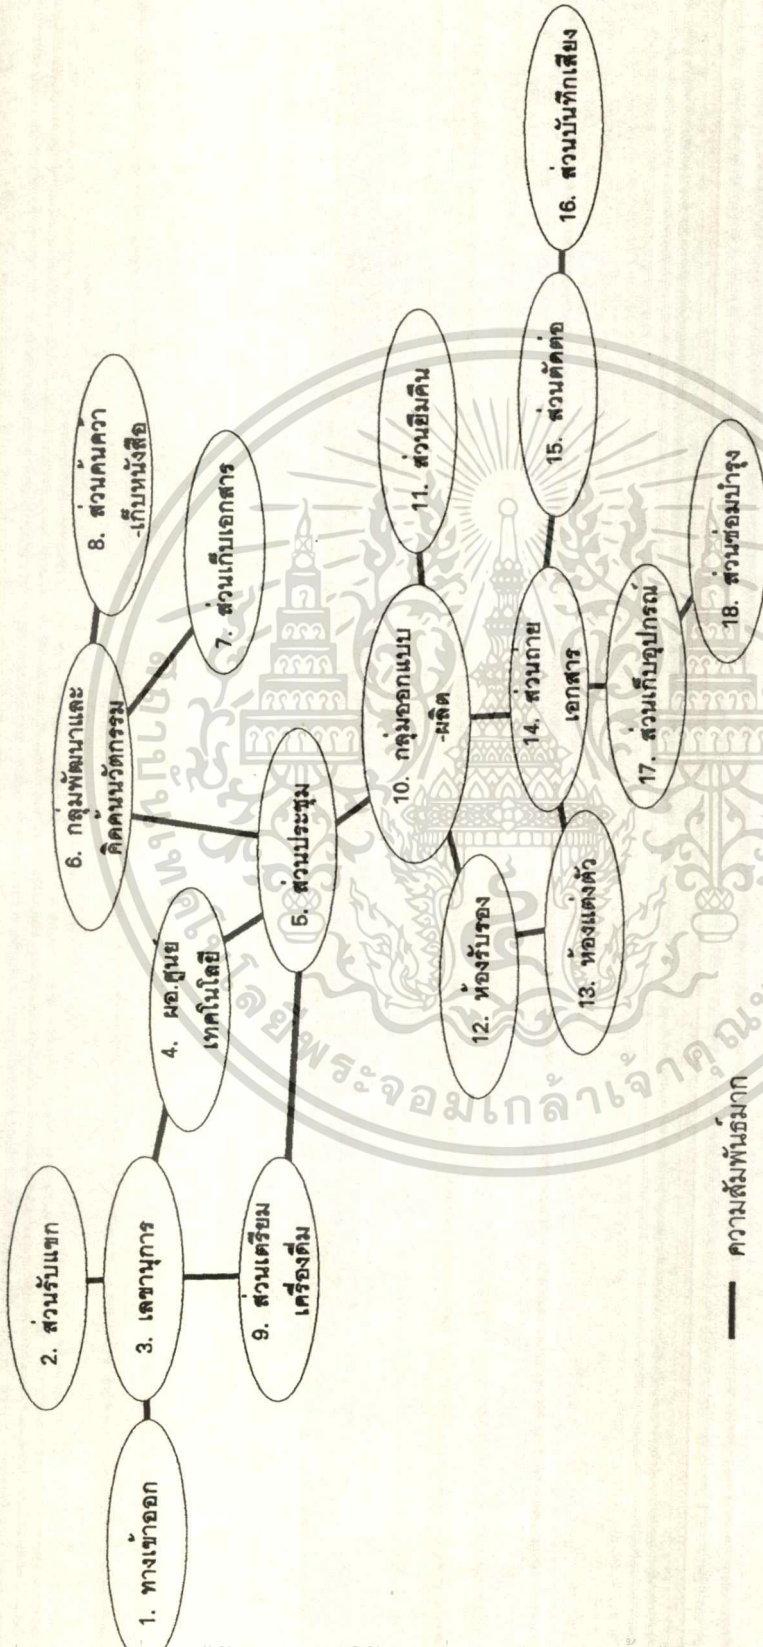 1. ทางเข้าออก
2. ส่วนรับแขก
3. เลขานุการ
4. ผอ.ศูนย์
เทคโนโลยี
5. ส่วนประชุม
6. กลุ่มพัฒนาและ
คิดค้นนวัตกรรม
7. ส่วนเก็บเอกสาร
8. ส่วนค้นคว้า
-เก็บหนังสือ
9. ส่วนเตรียม
เครื่องดื่ม
10. กลุ่มออกแบบ
-ผลิต
11. ส่วนยืมคืน
12. ห้องรับรอง
13. ห้องแต่งตัว
14. ส่วนถ่าย
เอกสาร
15. ส่วนตัดต่อ
16. ส่วนบันทึกเสียง
17. ส่วนเก็บอุปกรณ์
18. ส่วนซ่อมบำรุง
ความสัมพันธ์มาก